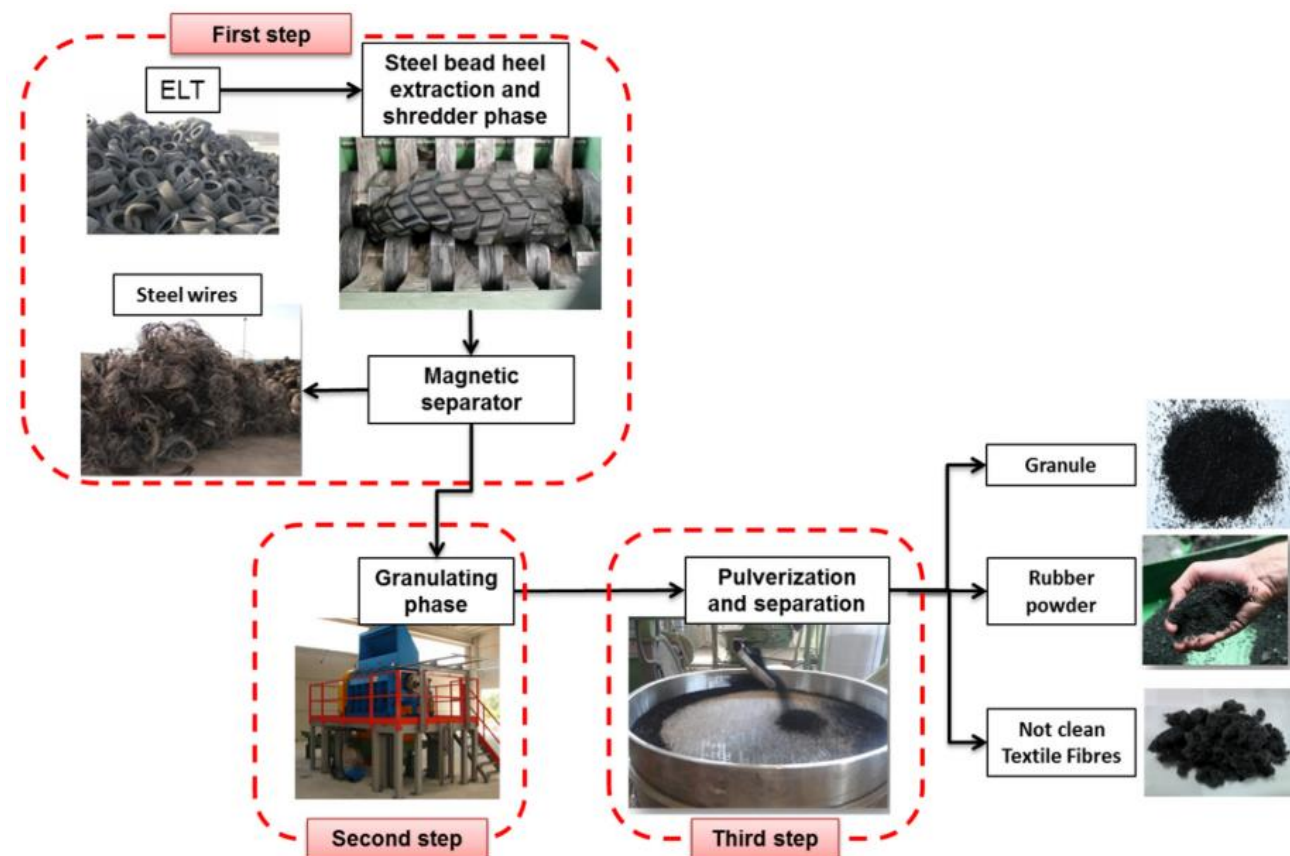 First step
ELT
Steel bead heel
extraction and
shredder phase
Steel wires
Magnetic
separator
Granule
Granulating
phase
Pulverization
and separation
Rubber
powder
Not clean
Textile Fibres
Second step
Third step